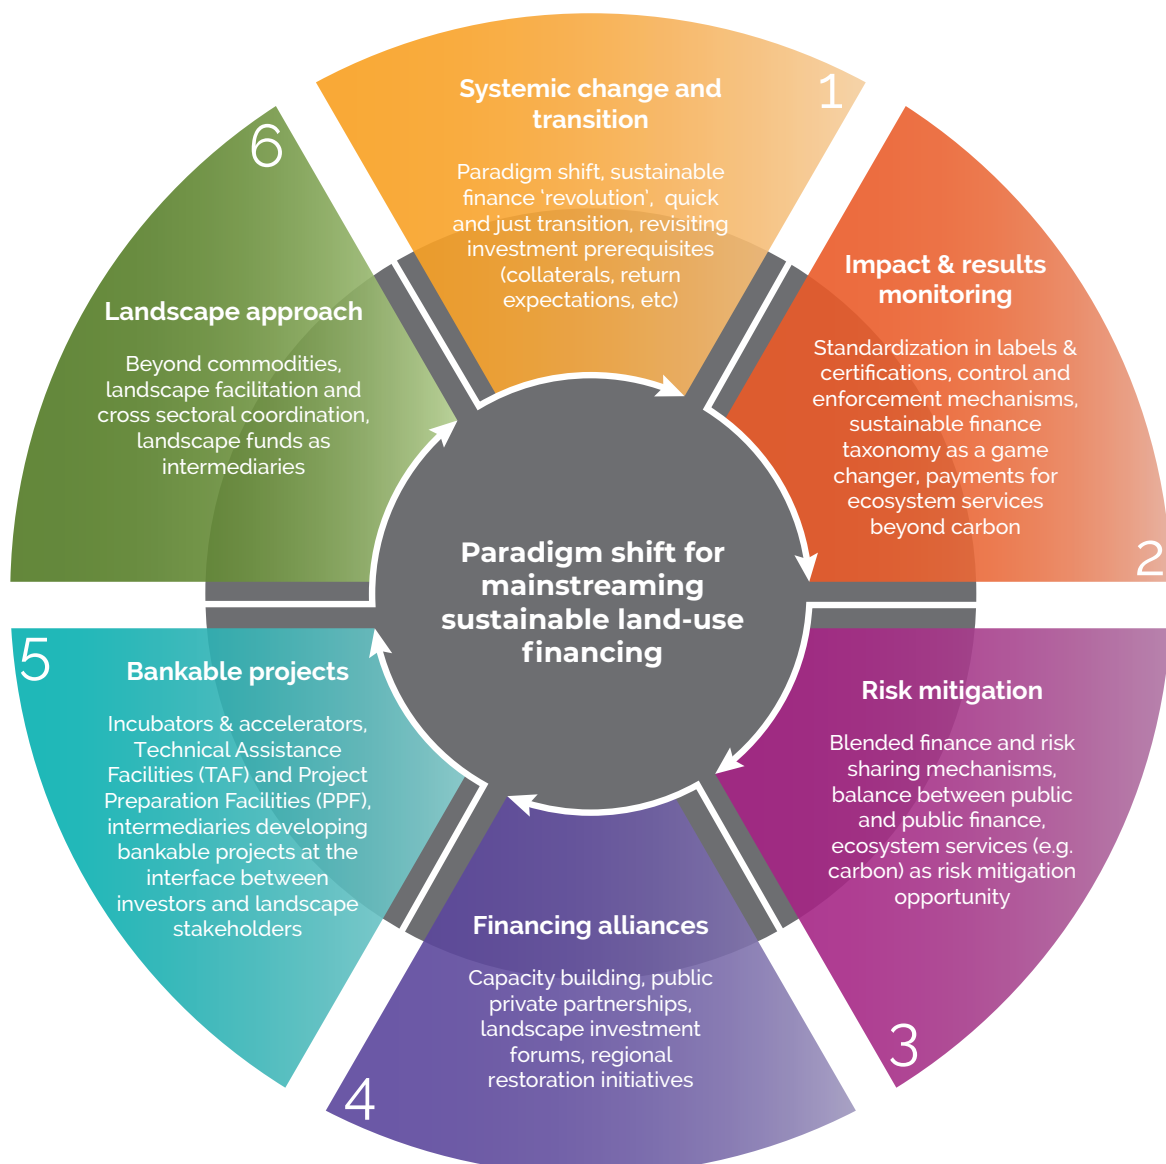 1
Systemic change and
transition
Paradigm shift, sustainable
finance ‘revolution’, quick
and just transition, revisiting
investment prerequisites
(collaterals, return
expectations, etc)
Impact & results
monitoring
Standardization in labels &
certifications, control and
enforcement mechanisms,
sustainable finance
taxonomy as a game
changer, payments for
ecosystem services
beyond carbon
2
Risk mitigation
Blended finance and risk
sharing mechanisms,
balance between public
and public finance,
ecosystem services (e.g.
carbon) as risk mitigation
opportunity
3
Financing alliances
Capacity building, public
private partnerships,
landscape investment
forums, regional
restoration initiatives
4
5
Bankable projects
Incubators & accelerators,
Technical Assistance
Facilities (TAF) and Project
Preparation Facilities (PPF),
intermediaries developing
bankable projects at the
interface between
investors and landscape
stakeholders
6
Landscape approach
Beyond commodities,
landscape facilitation and
cross sectoral coordination,
landscape funds as
intermediaries
Paradigm shift for
mainstreaming
sustainable land-use
financing